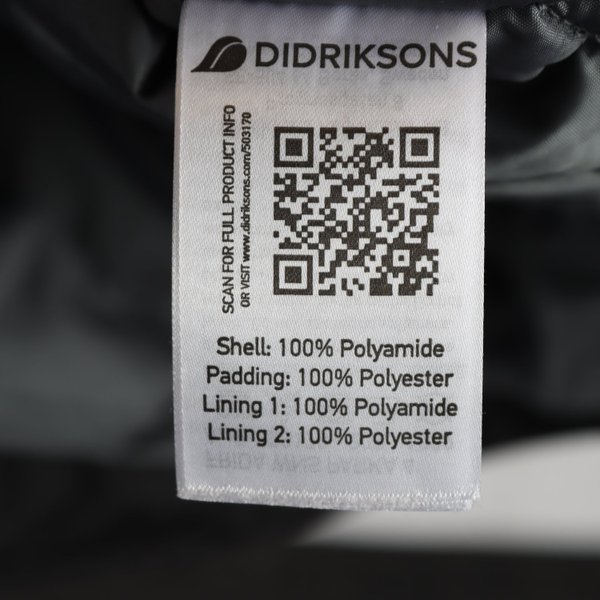 DIDRIKSONS
SCAN FOR FULL PRODUCT INFO
OR VISIT www.didriksons.com/503170
Shell: 100% Polyamide
Padding: 100% Polyester
Lining 1: 100% Polyamide
Lining 2: 100% Polyester